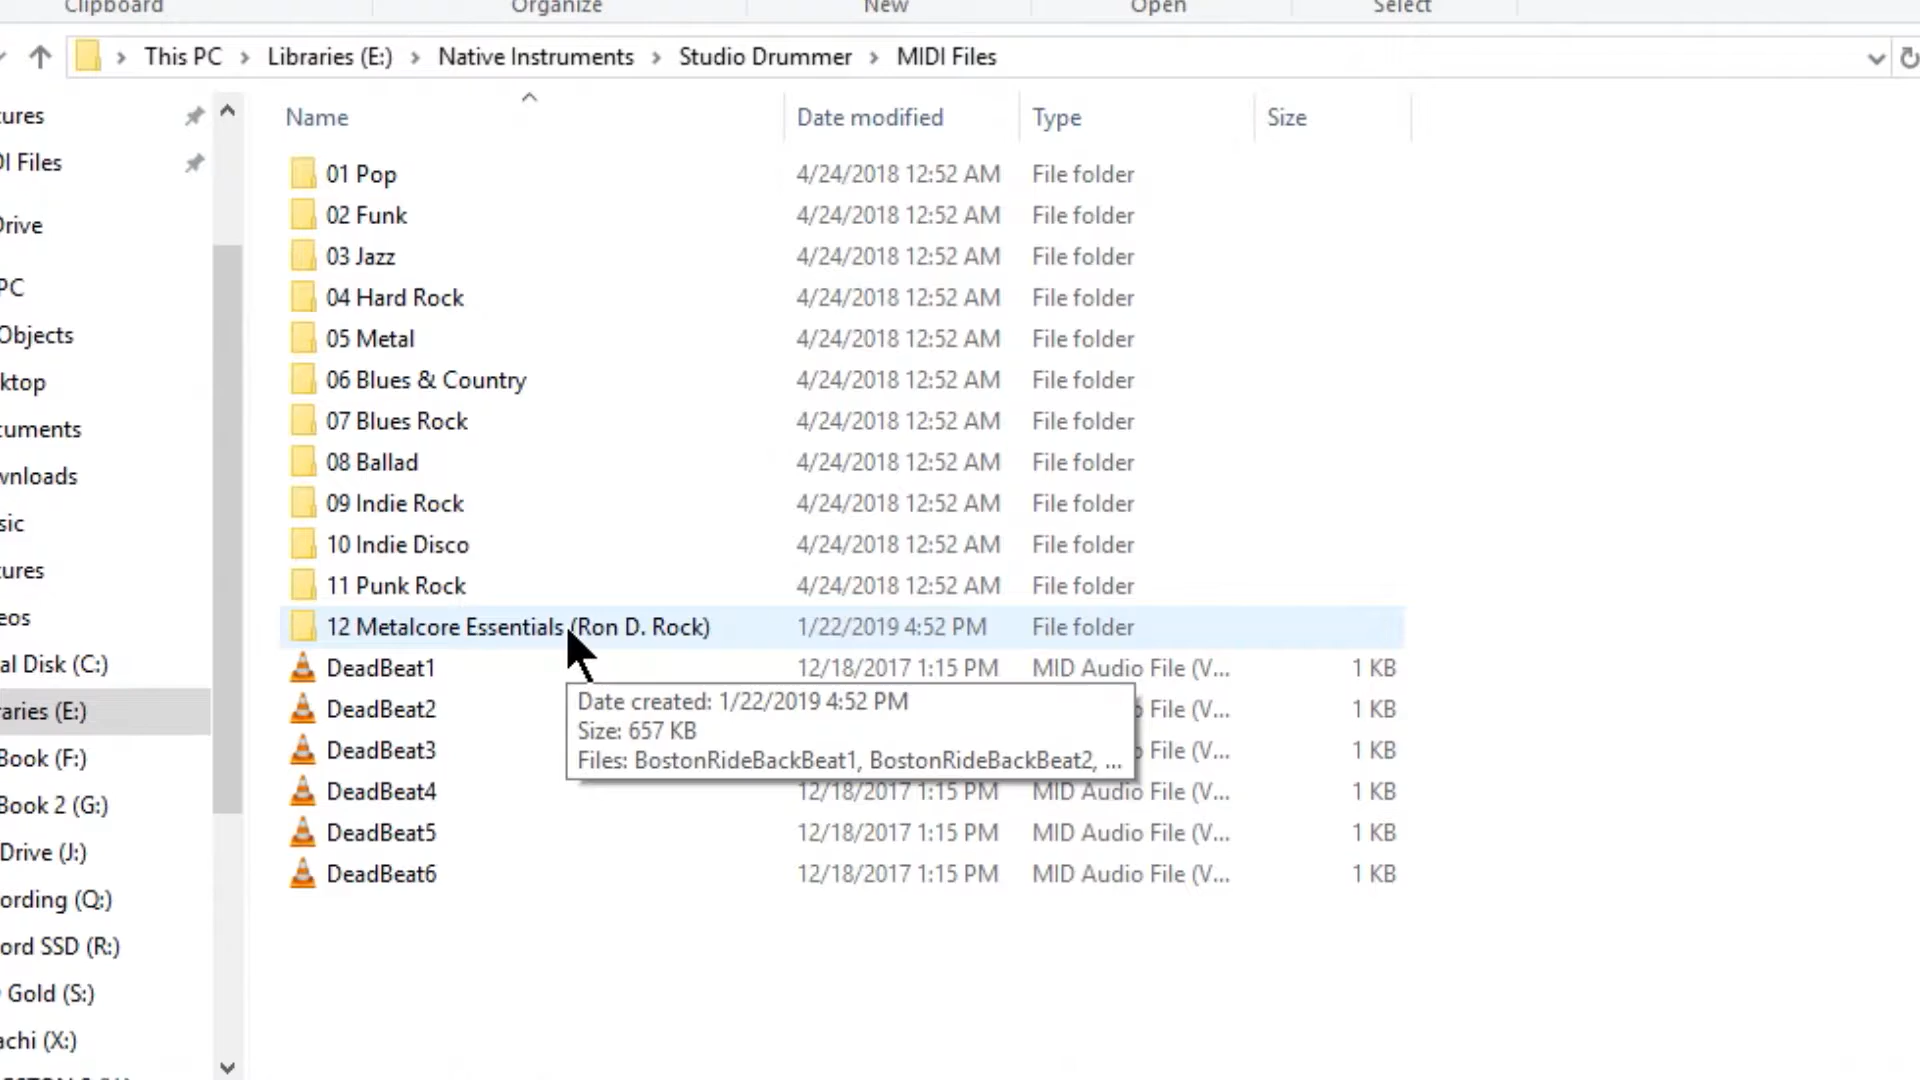 Clipboard Organize New Open Select
This PC Libraries (E:) Native Instruments Studio Drummer MIDI Files
Name Date modified Type Size
ures
I Files
Drive
PC
Objects
ktop
cuments
wnloads
sic
ures
eos
al Disk (C:)
raries (E:)
Book (F:)
Book 2 (G:)
Drive (J:)
ording (Q:)
ord SSD (R:)
Gold (S:)
achi (X:)
01 Pop 4/24/2018 12:52 AM File folder
02 Funk 4/24/2018 12:52 AM File folder
03 Jazz 4/24/2018 12:52 AM File folder
04 Hard Rock 4/24/2018 12:52 AM File folder
05 Metal 4/24/2018 12:52 AM File folder
06 Blues & Country 4/24/2018 12:52 AM File folder
07 Blues Rock 4/24/2018 12:52 AM File folder
08 Ballad 4/24/2018 12:52 AM File folder
09 Indie Rock 4/24/2018 12:52 AM File folder
10 Indie Disco 4/24/2018 12:52 AM File folder
11 Punk Rock 4/24/2018 12:52 AM File folder
12 Metalcore Essentials (Ron D. Rock) 1/22/2019 4:52 PM File folder
DeadBeat1 12/18/2017 1:15 PM MID Audio File (V... 1 KB
DeadBeat2 File (V... 1 KB
DeadBeat3 File (V... 1 KB
DeadBeat4 12/18/2017 1:15 PM MID Audio File (V... 1 KB
DeadBeat5 12/18/2017 1:15 PM MID Audio File (V... 1 KB
DeadBeat6 12/18/2017 1:15 PM MID Audio File (V... 1 KB
Date created: 1/22/2019 4:52 PM
Size: 657 KB
Files: BostonRideBackBeat1, BostonRideBackBeat2, ...